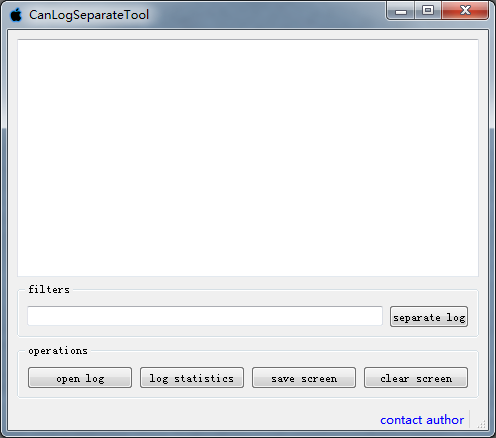 CanLogSeparateTool
filters
separate log
operations
open log log statistics save screen clear screen
contact author